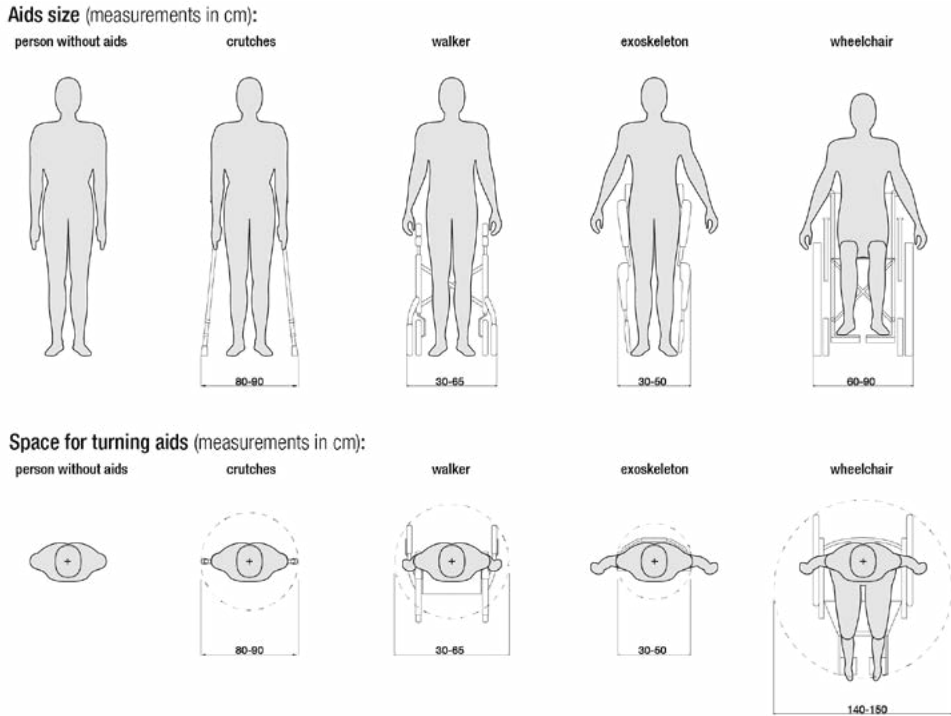 Aids size (measurements in cm):
person without aids crutches walker exoskeleton wheelchair
80-90 30-65 30-50 60-90
Space for turning aids (measurements in cm):
person without aids crutches walker exoskeleton wheelchair
80-90 30-65 30-50
140-150